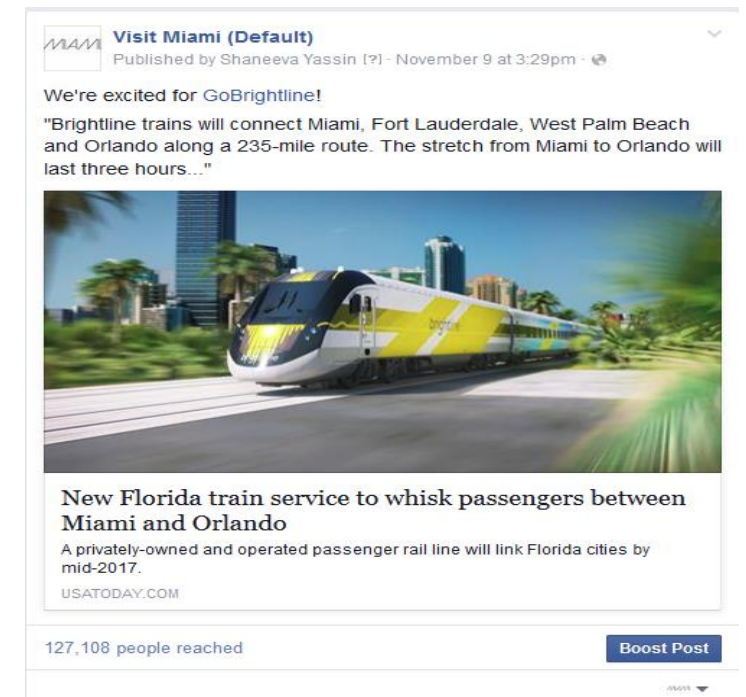 MIAMI
Visit Miami (Default)
Published by Shaneeva Yassin [?] · November 9 at 3:29pm ·
We're excited for GoBrightline!
"Brightline trains will connect Miami, Fort Lauderdale, West Palm Beach
and Orlando along a 235-mile route. The stretch from Miami to Orlando will
last three hours..."
brightline
New Florida train service to whisk passengers between
Miami and Orlando
A privately-owned and operated passenger rail line will link Florida cities by
mid-2017.
USATODAY.COM
127,108 people reached
Boost Post